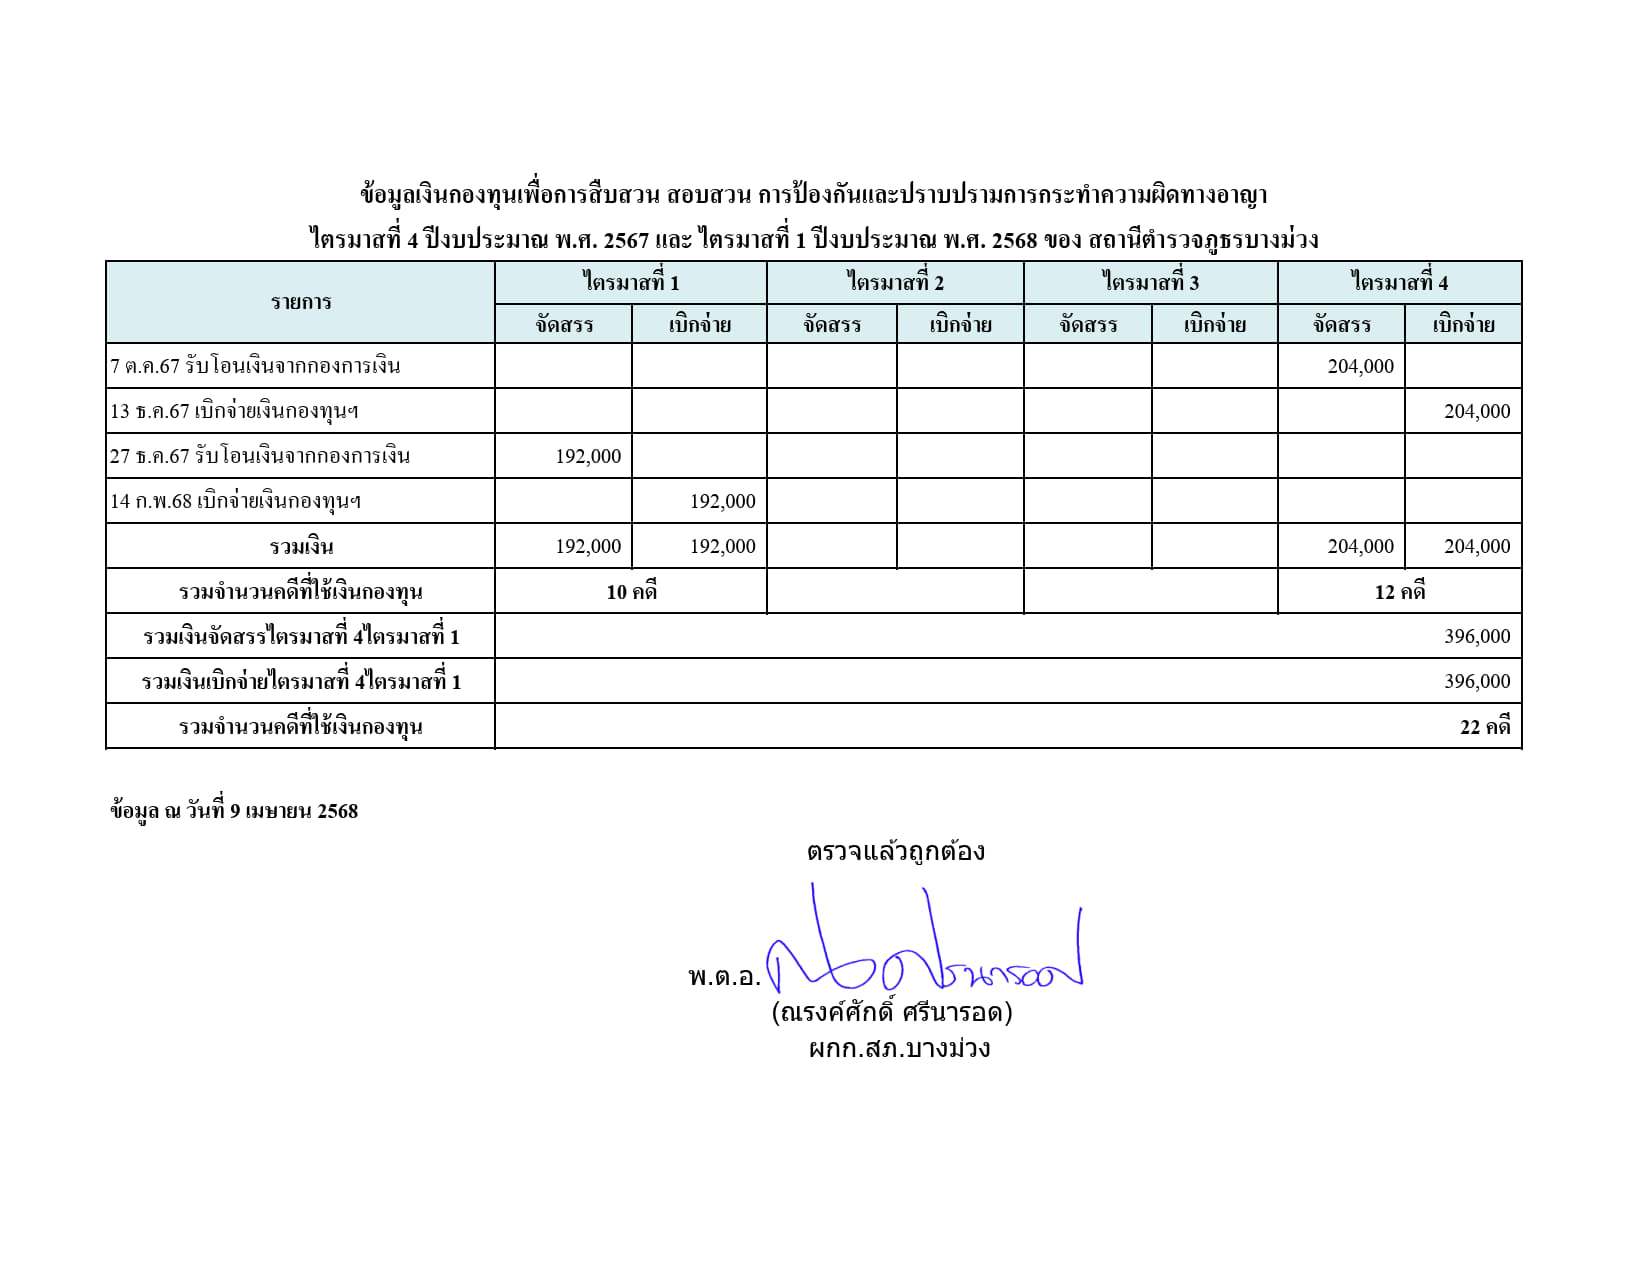 ข้อมูลเงินกองทุนเพื่อการสืบสวน สอบสวน การป้องกันและปราบปรามการกระทำความผิดทางอาญา
ไตรมาสที่ 4 ปีงบประมาณ พ.ศ. 2567 และ ไตรมาสที่ 1 ปีงบประมาณ พ.ศ. 2568 ของ สถานีตำรวจภูธรบางม่วง
รายการ ไตรมาสที่ 1 ไตรมาสที่ 2 ไตรมาสที่ 3 ไตรมาสที่ 4
จัดสรร เบิกจ่าย จัดสรร เบิกจ่าย จัดสรร เบิกจ่าย จัดสรร เบิกจ่าย
7 ต.ค.67 รับโอนเงินจากกองการเงิน 204,000
13 ธ.ค.67 เบิกจ่ายเงินกองทุนฯ 204,000
27 ธ.ค.67 รับโอนเงินจากกองการเงิน 192,000
14 ก.พ.68 เบิกจ่ายเงินกองทุนฯ 192,000
รวมเงิน 192,000 192,000 204,000 204,000
รวมจำนวนคดีที่ใช้เงินกองทุน 10 คดี 12 คดี
รวมเงินจัดสรรไตรมาสที่ 4ไตรมาสที่ 1 396,000
รวมเงินเบิกจ่ายไตรมาสที่ 4ไตรมาสที่ 1 396,000
รวมจำนวนคดีที่ใช้เงินกองทุน 22 คดี
ข้อมูล ณ วันที่ 9 เมษายน 2568
ตรวจแล้วถูกต้อง
พ.ต.อ.
(ณรงค์ศักดิ์ ศรีนารอด)
ผกก.สภ.บางม่วง